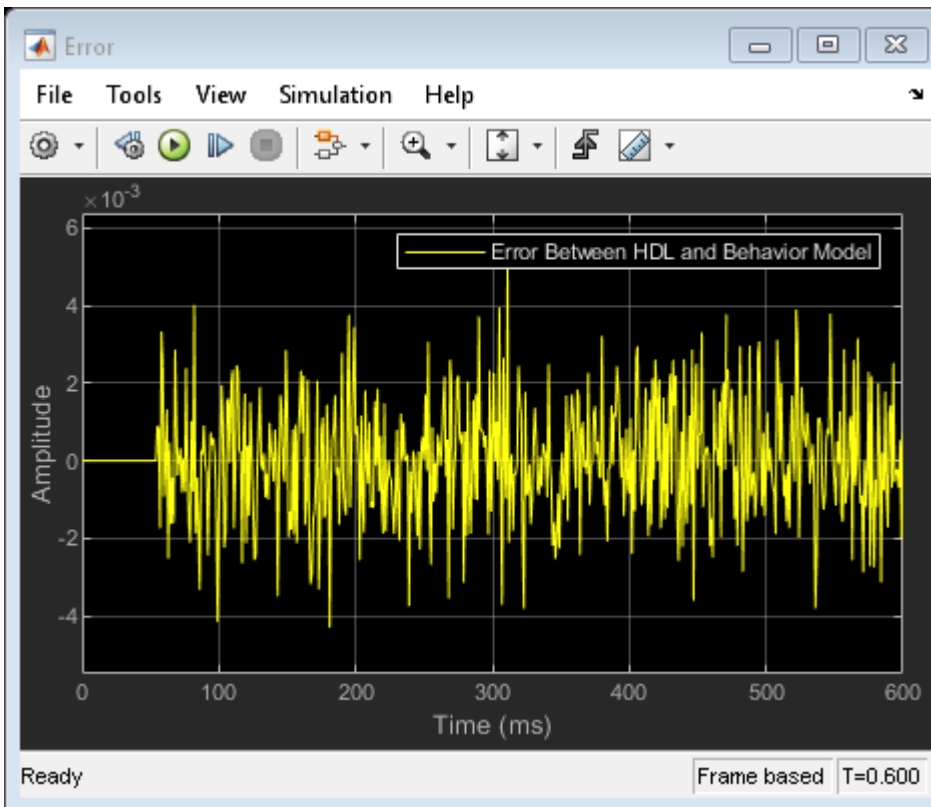 Error
File Tools View Simulation Help
×10-3
6
Error Between HDL and Behavior Model
4
2
0
-2
-4
Amplitude
0 100 200 300 400 500 600
Time (ms)
Ready Frame based T=0.600